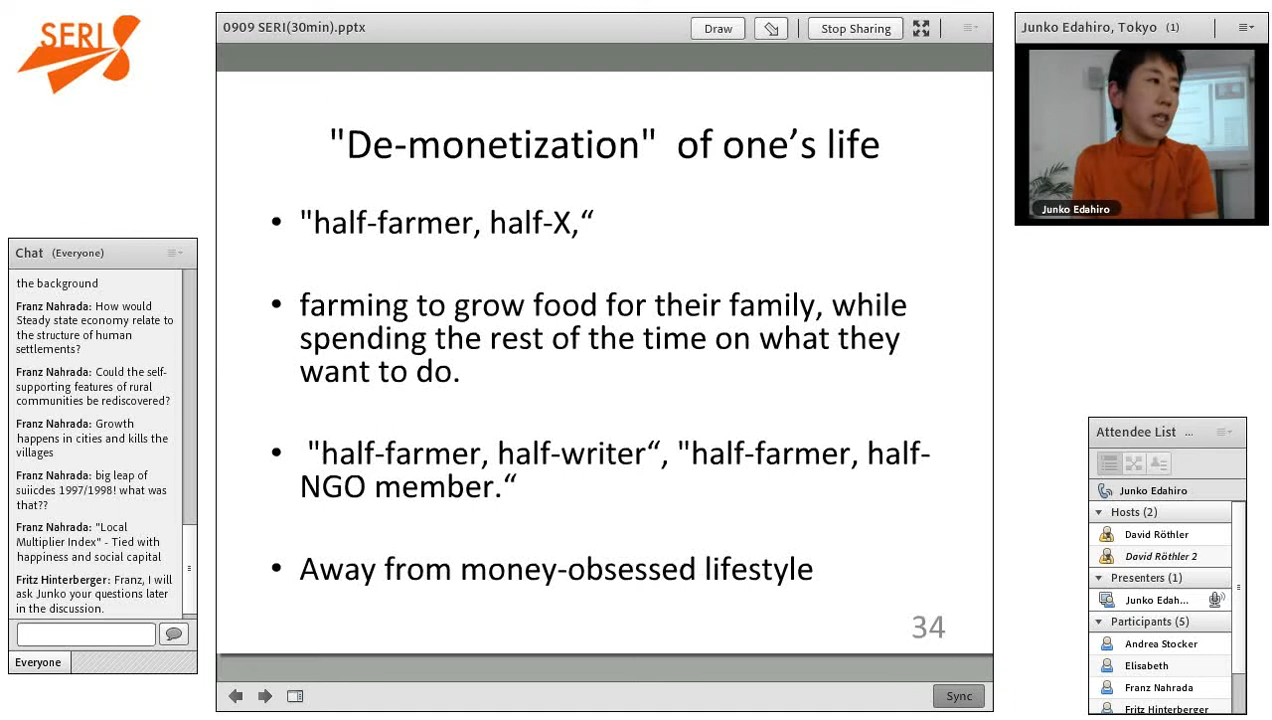 SERI
0909 SERI(30min).pptx
Draw
Stop Sharing
"De-monetization"  of one’s life
• "half-farmer, half-X,“
• farming to grow food for their family, while
spending the rest of the time on what they
want to do.
• "half-farmer, half-writer“, "half-farmer, half-
NGO member.“
• Away from money-obsessed lifestyle
34
Sync
Chat (Everyone)
the background
Franz Nahrada: How would
Steady state economy relate to
the structure of human
settlements?
Franz Nahrada: Could the self-
supporting features of rural
communities be rediscovered?
Franz Nahrada: Growth
happens in cities and kills the
villages
Franz Nahrada: big leap of
suiicdes 1997/1998! what was
that??
Franz Nahrada: "Local
Multiplier Index" - Tied with
happiness and social capital
Fritz Hinterberger: Franz, I will
ask Junko your questions later
in the discussion.
Everyone
Junko Edahiro, Tokyo (1)
Junko Edahiro
Attendee List ...
Junko Edahiro
Hosts (2)
David Röthler
David Röthler 2
Presenters (1)
Junko Edah...
Participants (5)
Andrea Stocker
Elisabeth
Franz Nahrada
Fritz Hinterberger